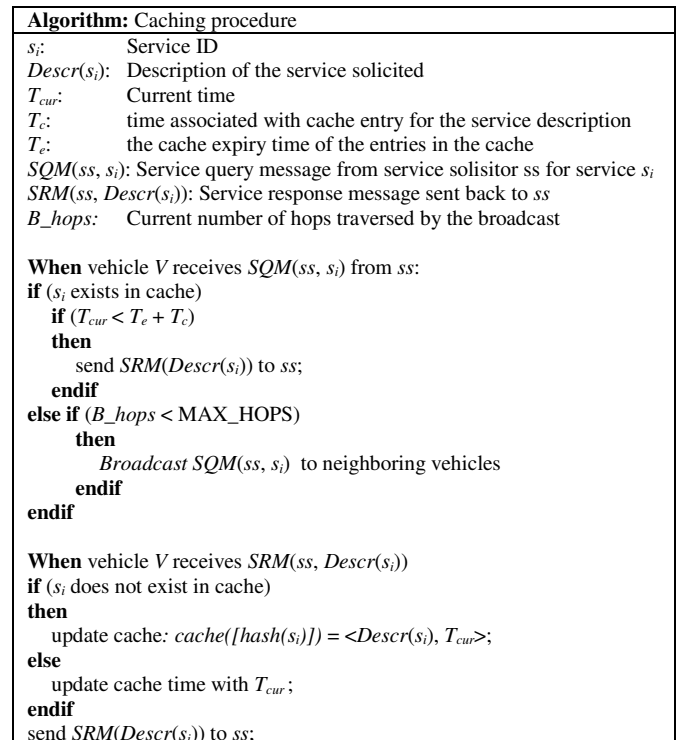 Algorithm: Caching procedure
si: Service ID
Descr(si): Description of the service solicited
Tcur: Current time
Tc: time associated with cache entry for the service description
Te: the cache expiry time of the entries in the cache
SQM(ss, si): Service query message from service solisitor ss for service si
SRM(ss, Descr(si)): Service response message sent back to ss
B_hops: Current number of hops traversed by the broadcast
When vehicle V receives SQM(ss, si) from ss:
if (si exists in cache)
if (Tcur < Te + Tc)
then
send SRM(Descr(si)) to ss;
endif
else if (B_hops < MAX_HOPS)
then
Broadcast SQM(ss, si) to neighboring vehicles
endif
endif
When vehicle V receives SRM(ss, Descr(si))
if (si does not exist in cache)
then
update cache: cache([hash(si)]) = <Descr(si), Tcur>;
else
update cache time with Tcur ;
endif
send SRM(Descr(si)) to ss;